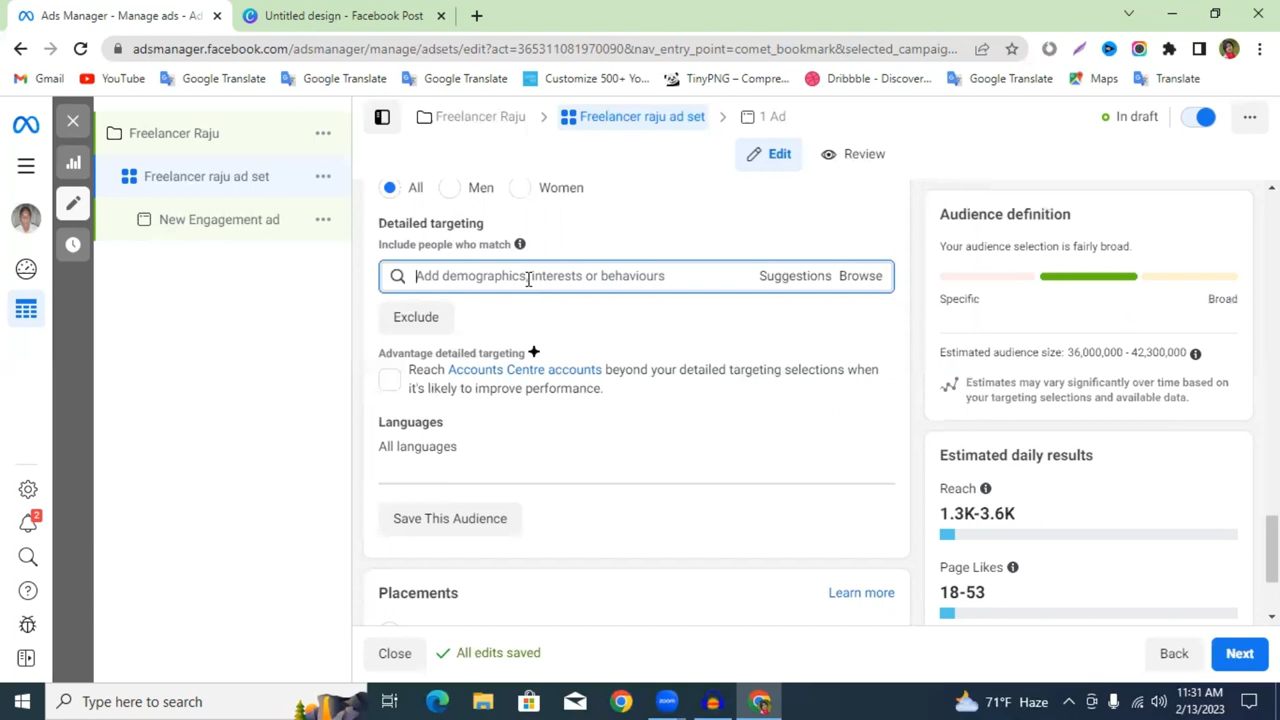 Ads Manager - Manage ads - Ad
Untitled design - Facebook Post
adsmanager.facebook.com/adsmanager/manage/adsets/edit?act=365311081970090&nav_entry_point=comet_bookmark&selected_campaig...
Gmail
YouTube
Google Translate
Google Translate
Google Translate
Customize 500+ Yo...
TinyPNG – Compre...
Dribbble - Discover...
Google Translate
Maps
Translate
Freelancer Raju
Freelancer raju ad set
New Engagement ad
Freelancer Raju
Freelancer raju ad set
1 Ad
In draft
Edit
Review
All
Men
Women
Detailed targeting
Include people who match
Add demographics, interests or behaviours
Suggestions
Browse
Exclude
Advantage detailed targeting
Reach Accounts Centre accounts beyond your detailed targeting selections when
it's likely to improve performance.
Languages
All languages
Save This Audience
Placements
Learn more
Audience definition
Your audience selection is fairly broad.
Specific
Broad
Estimated audience size: 36,000,000 - 42,300,000
Estimates may vary significantly over time based on
your targeting selections and available data.
Estimated daily results
Reach
1.3K-3.6K
Page Likes
18-53
Close
All edits saved
Back
Next
2
Type here to search
zoom
71°F Haze
11:31 AM
2/13/2023